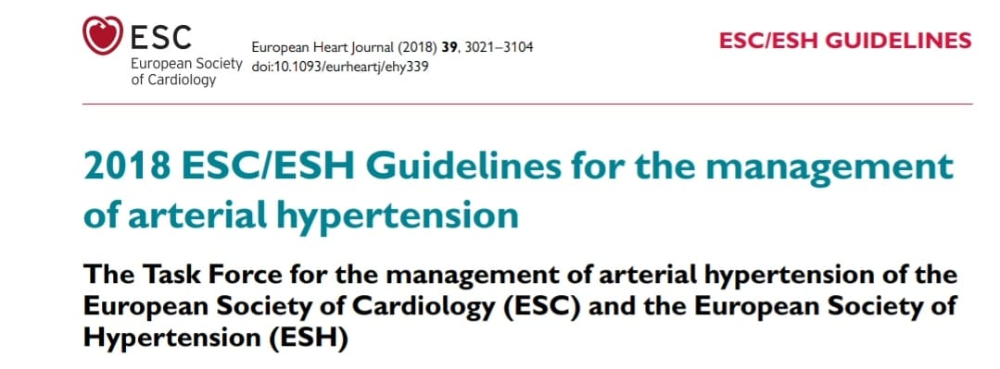 ESC
European Society
of Cardiology
European Heart Journal (2018) 39, 3021–3104
doi:10.1093/eurheartj/ehy339
ESC/ESH GUIDELINES
2018 ESC/ESH Guidelines for the management
of arterial hypertension
The Task Force for the management of arterial hypertension of the
European Society of Cardiology (ESC) and the European Society of
Hypertension (ESH)